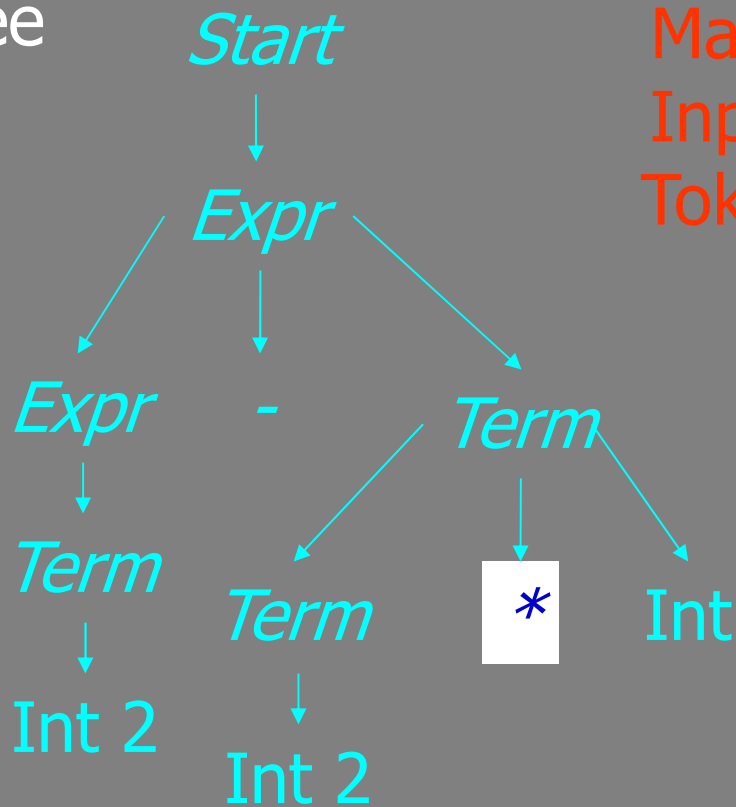 ee
Start
Ma
Inp
Tok
Expr
Expr - Term
Term
Term * Int
Int 2
Int 2